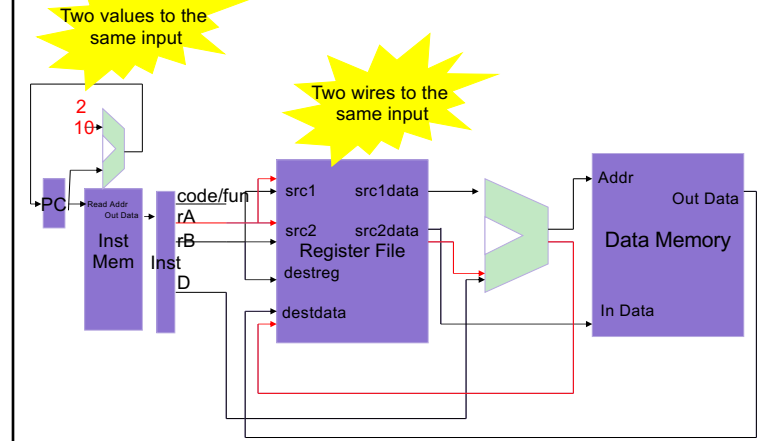 Two values to the
same input
Two wires to the
same input
2
10
PC
Read Addr
Out Data
Inst
Mem
Inst
code/fun
rA
rB
D
src1
src1data
src2
src2data
Register File
destreg
destdata
Addr
Out Data
Data Memory
In Data